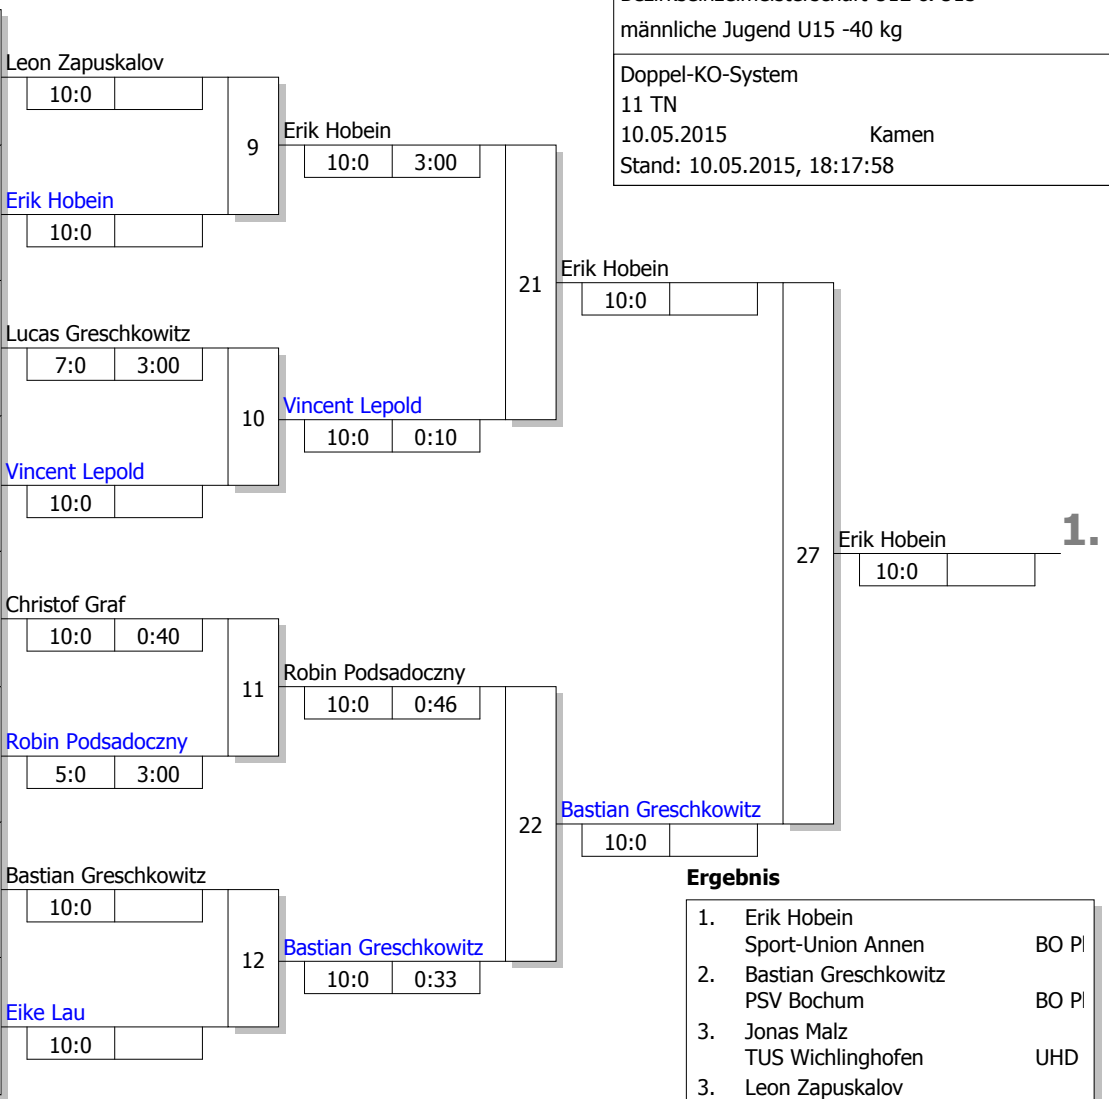 männliche Jugend U15 -40 kg
Doppel-KO-System
11 TN
10.05.2015 Kamen
Stand: 10.05.2015, 18:17:58
Leon Zapuskalov
10:0
9
Erik Hobein
10:0 3:00
Erik Hobein
10:0
21
Erik Hobein
10:0
Lucas Greschkowitz
7:0 3:00
10
Vincent Lepold
10:0 0:10
Vincent Lepold
10:0
27
Erik Hobein
10:0
1.
Christof Graf
10:0 0:40
11
Robin Podsadoczny
10:0 0:46
Robin Podsadoczny
5:0 3:00
22
Bastian Greschkowitz
10:0
Bastian Greschkowitz
10:0
12
Bastian Greschkowitz
10:0 0:33
Eike Lau
10:0
Ergebnis
1. Erik Hobein
Sport-Union Annen BO
2. Bastian Greschkowitz
PSV Bochum BO
3. Jonas Malz
TUS Wichlinghofen UHD
3. Leon Zapuskalov